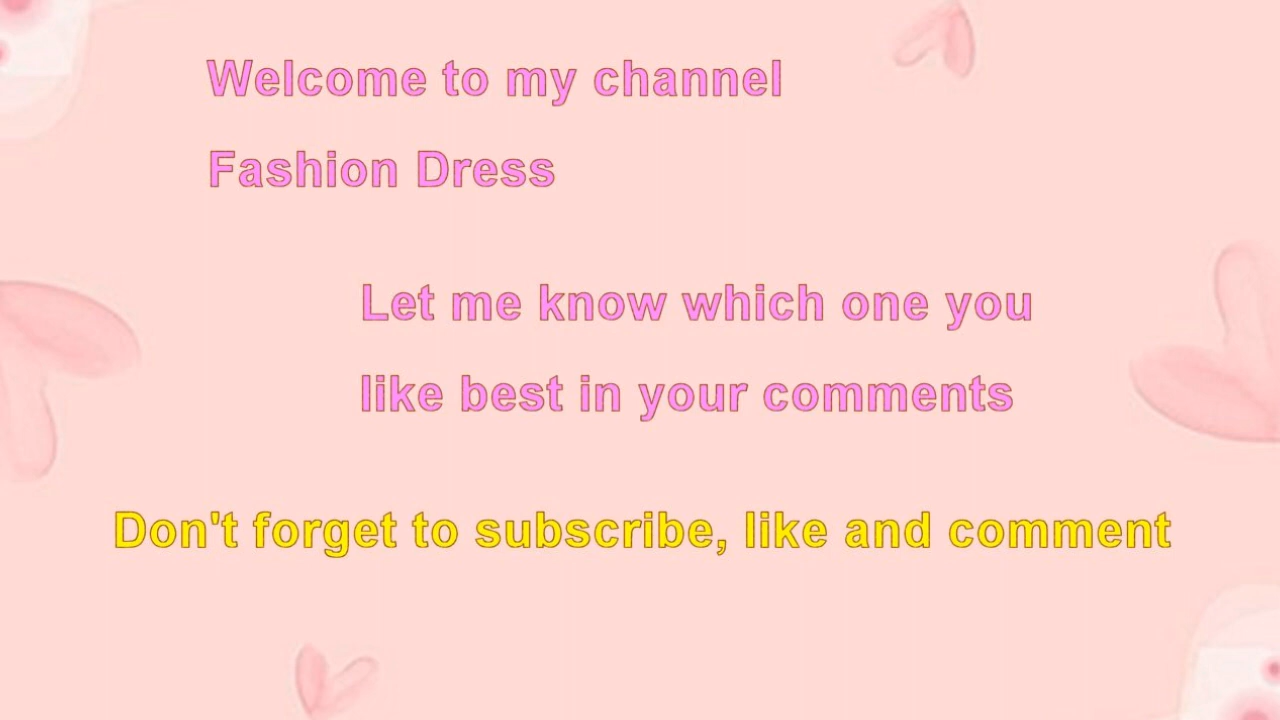 Welcome to my channel
Fashion Dress
Let me know which one you
like best in your comments
Don't forget to subscribe, like and comment